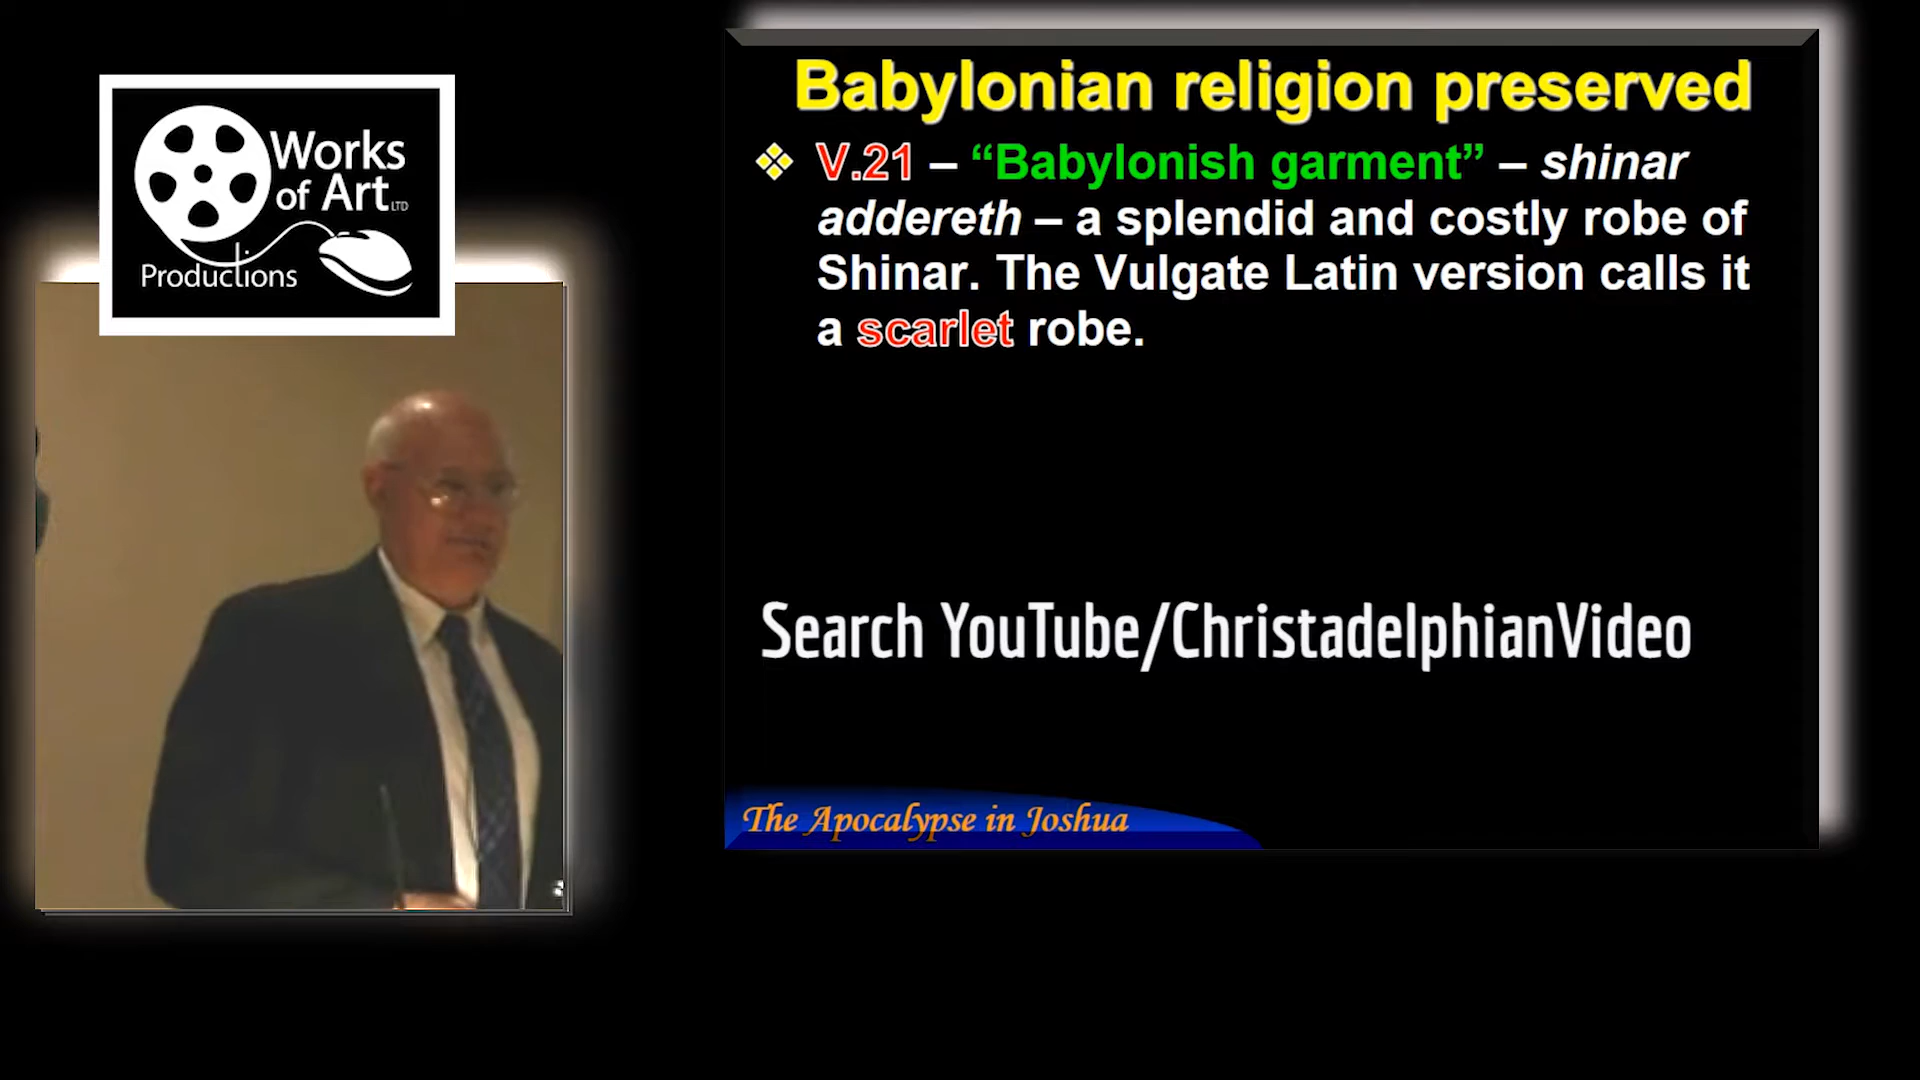 Works
of Art LTD
Productions
Babylonian religion preserved
V.21 – “Babylonish garment” – shinar
addereth – a splendid and costly robe of
Shinar. The Vulgate Latin version calls it
a scarlet robe.
Search YouTube/ChristadelphianVideo
The Apocalypse in Joshua